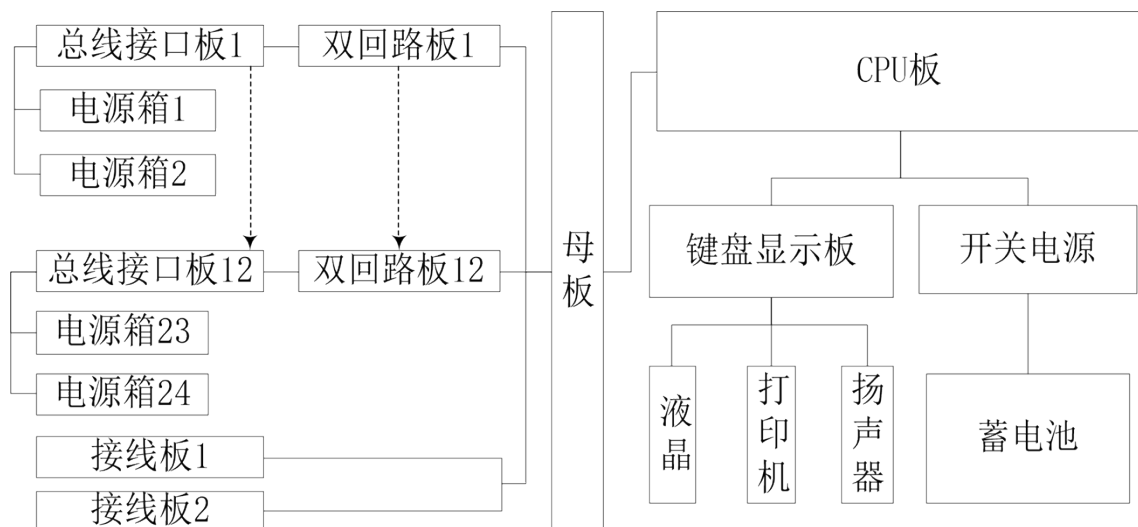 总线接口板1
双回路板1
电源箱1
电源箱2
总线接口板12
双回路板12
电源箱23
电源箱24
接线板1
接线板2
母板
CPU板
键盘显示板
开关电源
液晶
打印机
扬声器
蓄电池